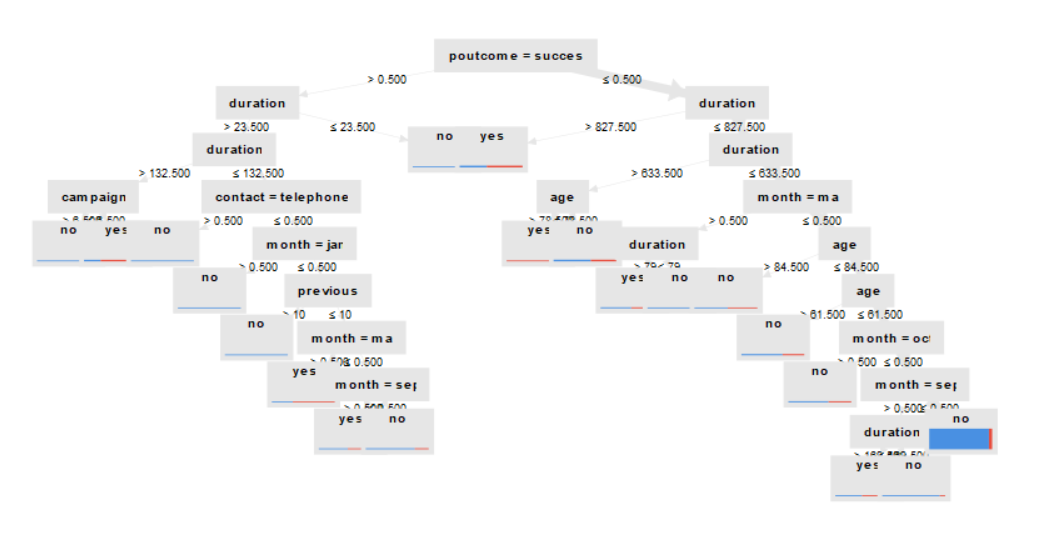 poutcome = succes
> 0.500
≤ 0.500
duration
duration
> 23.500
≤ 23.500
> 827.500
≤ 827.500
no
yes
duration
duration
> 132.500
≤ 132.500
> 633.500
≤ 633.500
campaign
contact = telephone
age
month = ma
> 0.500
≤ 0.500
> 0.500
≤ 0.500
no
yes
no
month = jar
yes
no
duration
age
> 0.500
≤ 0.500
> 84.500
≤ 84.500
no
previous
yes
no
no
age
> 10
≤ 10
> 61.500
≤ 61.500
no
month = ma
no
month = oc
≤ 0.500
> 0.500
≤ 0.500
yes
month = sep
no
month = sep
> 0.500
yes
no
duration
no
yes
no